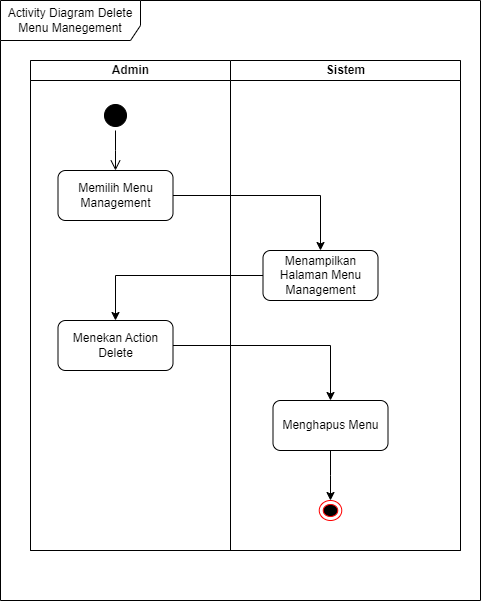 Activity Diagram Delete
Menu Manegement
Admin
Sistem
Memilih Menu
Management
Menampilkan
Halaman Menu
Management
Menekan Action
Delete
Menghapus Menu